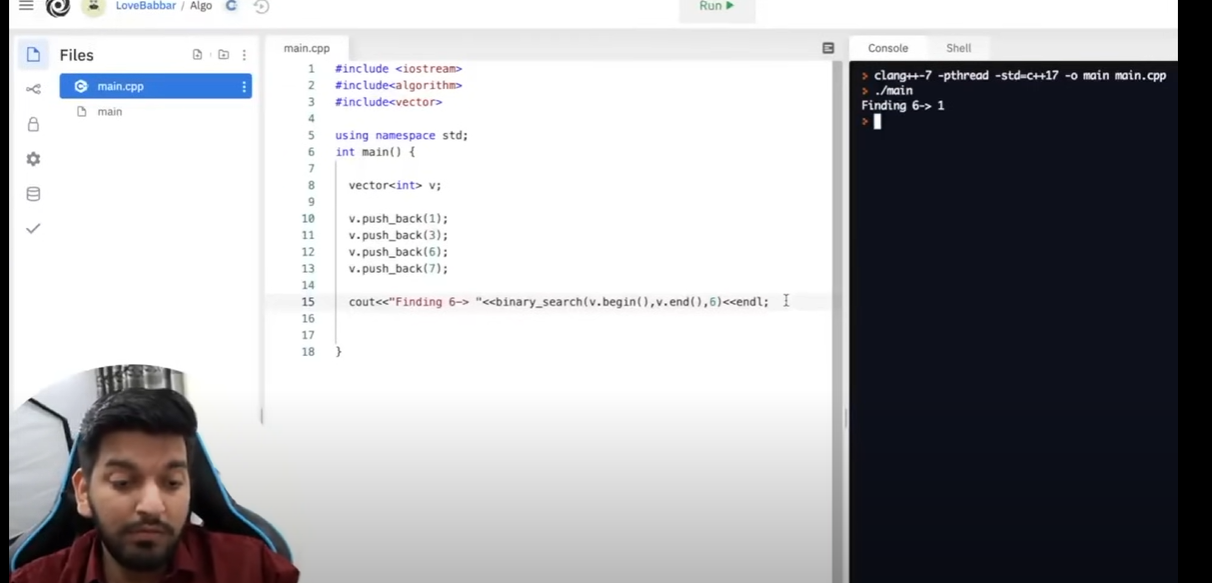 LoveBabbar / Algo
Run
Files
main.cpp
main
main.cpp
1 #include <iostream>
2 #include<algorithm>
3 #include<vector>
4
5 using namespace std;
6 int main() {
7
8 vector<int> v;
9
10 v.push_back(1);
11 v.push_back(3);
12 v.push_back(6);
13 v.push_back(7);
14
15 cout<<"Finding 6-> "<<binary_search(v.begin(),v.end(),6)<<endl;
16
17
18 }
Console Shell
> clang++-7 -pthread -std=c++17 -o main main.cpp
> ./main
Finding 6-> 1
>